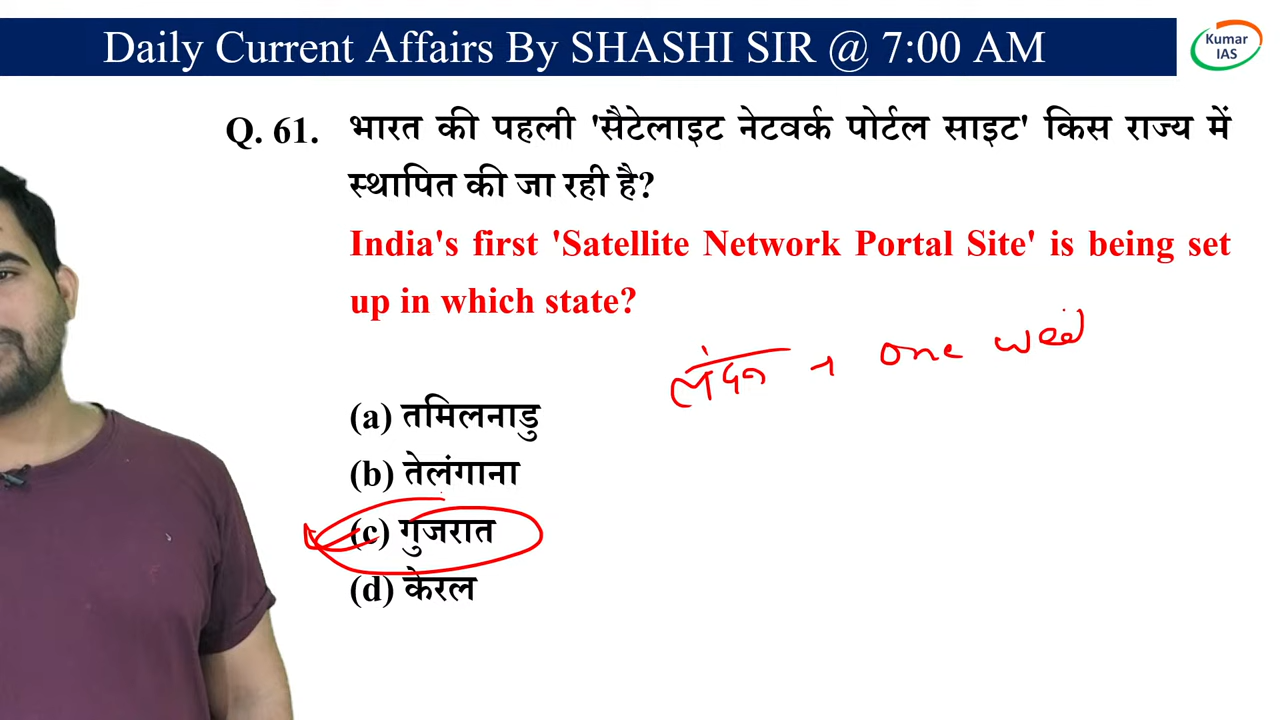 Daily Current Affairs By SHASHI SIR @ 7:00 AM
Kumar
IAS
Q. 61. भारत की पहली 'सैटेलाइट नेटवर्क पोर्टल साइट' किस राज्य में
स्थापित की जा रही है?
India's first 'Satellite Network Portal Site' is being set
up in which state?
लंदन + one
(a) तमिलनाडु
(b) तेलंगाना
(c) गुजरात
(d) केरल